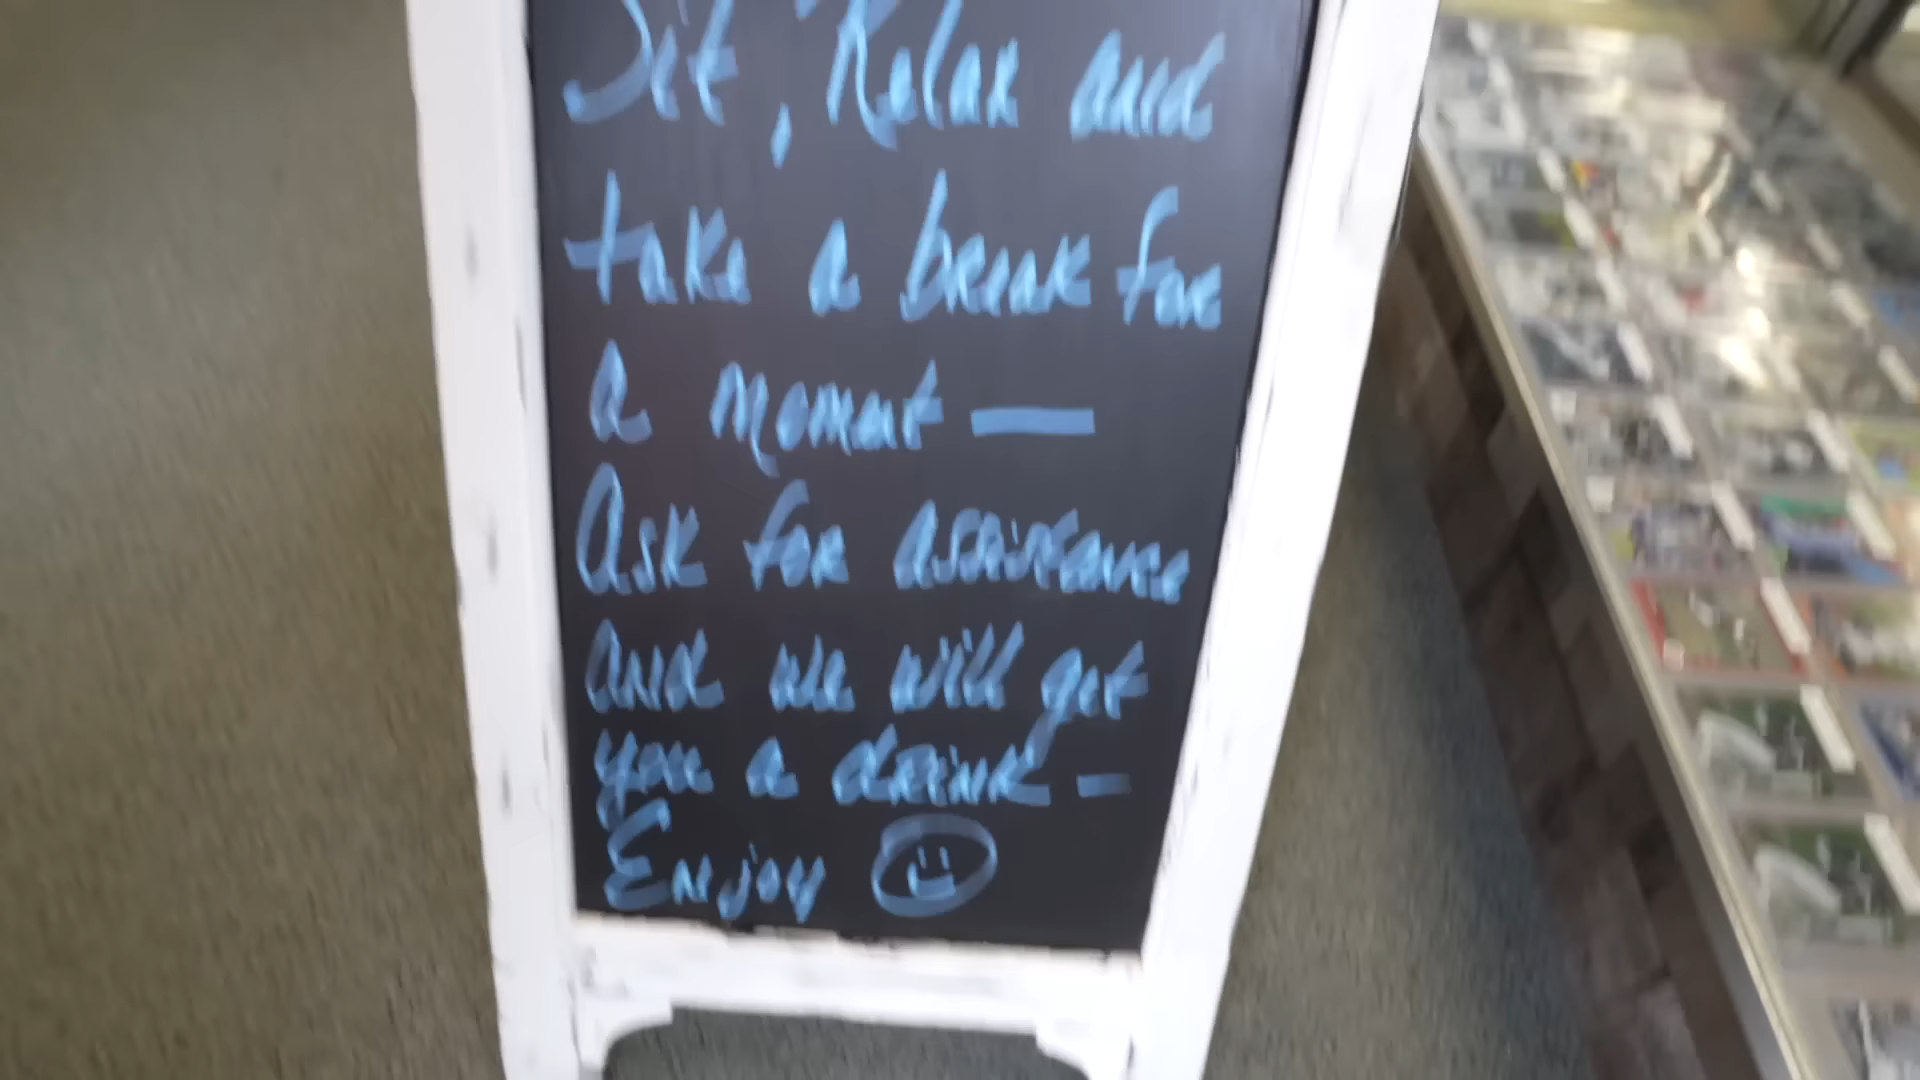 Sit, Relax and
take a break for
a moment —
Ask for assistance
and we will get
you a drink -
Enjoy